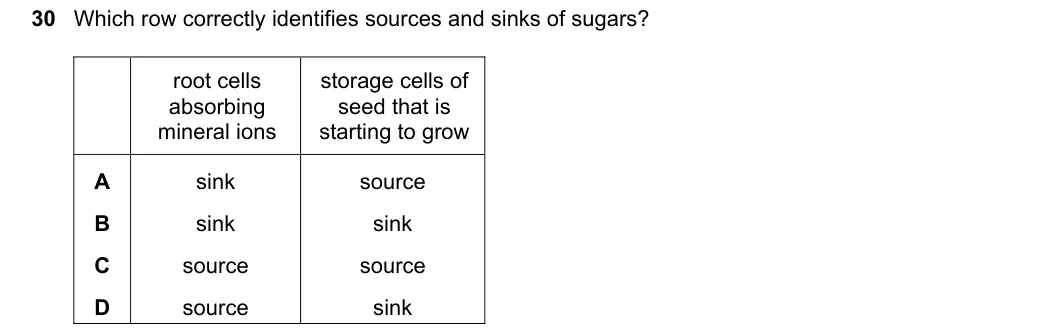 30 Which row correctly identifies sources and sinks of sugars?
root cells absorbing mineral ions storage cells of seed that is starting to grow
A sink source
B sink sink
C source source
D source sink